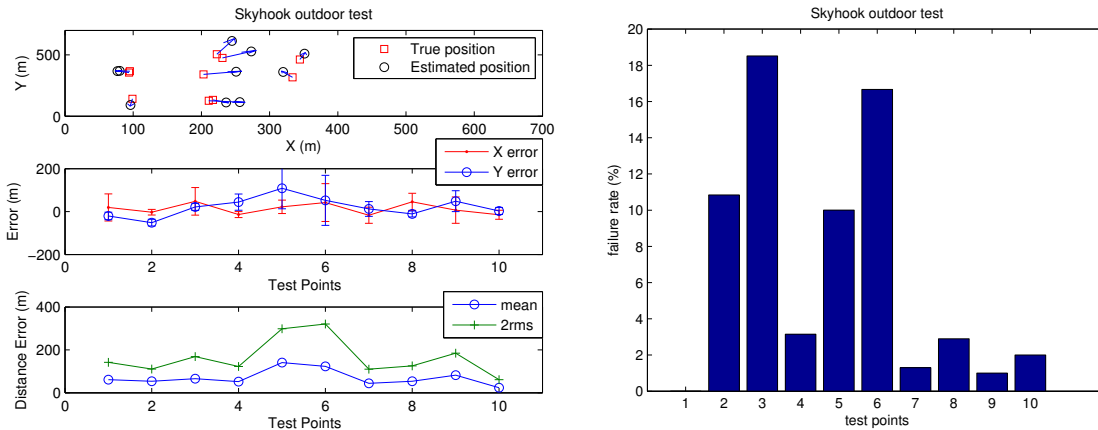 Skyhook outdoor test
Y (m)
500
0
True position
Estimated position
0 100 200 300 400 500 600 700
X (m)
Error (m)
200
0
−200
X error
Y error
0 2 4 6 8 10
Test Points
Distance Error (m)
400
200
0
mean
2rms
0 2 4 6 8 10
Test Points
Skyhook outdoor test
failure rate (%)
20
18
16
14
12
10
8
6
4
2
0
1 2 3 4 5 6 7 8 9 10
test points